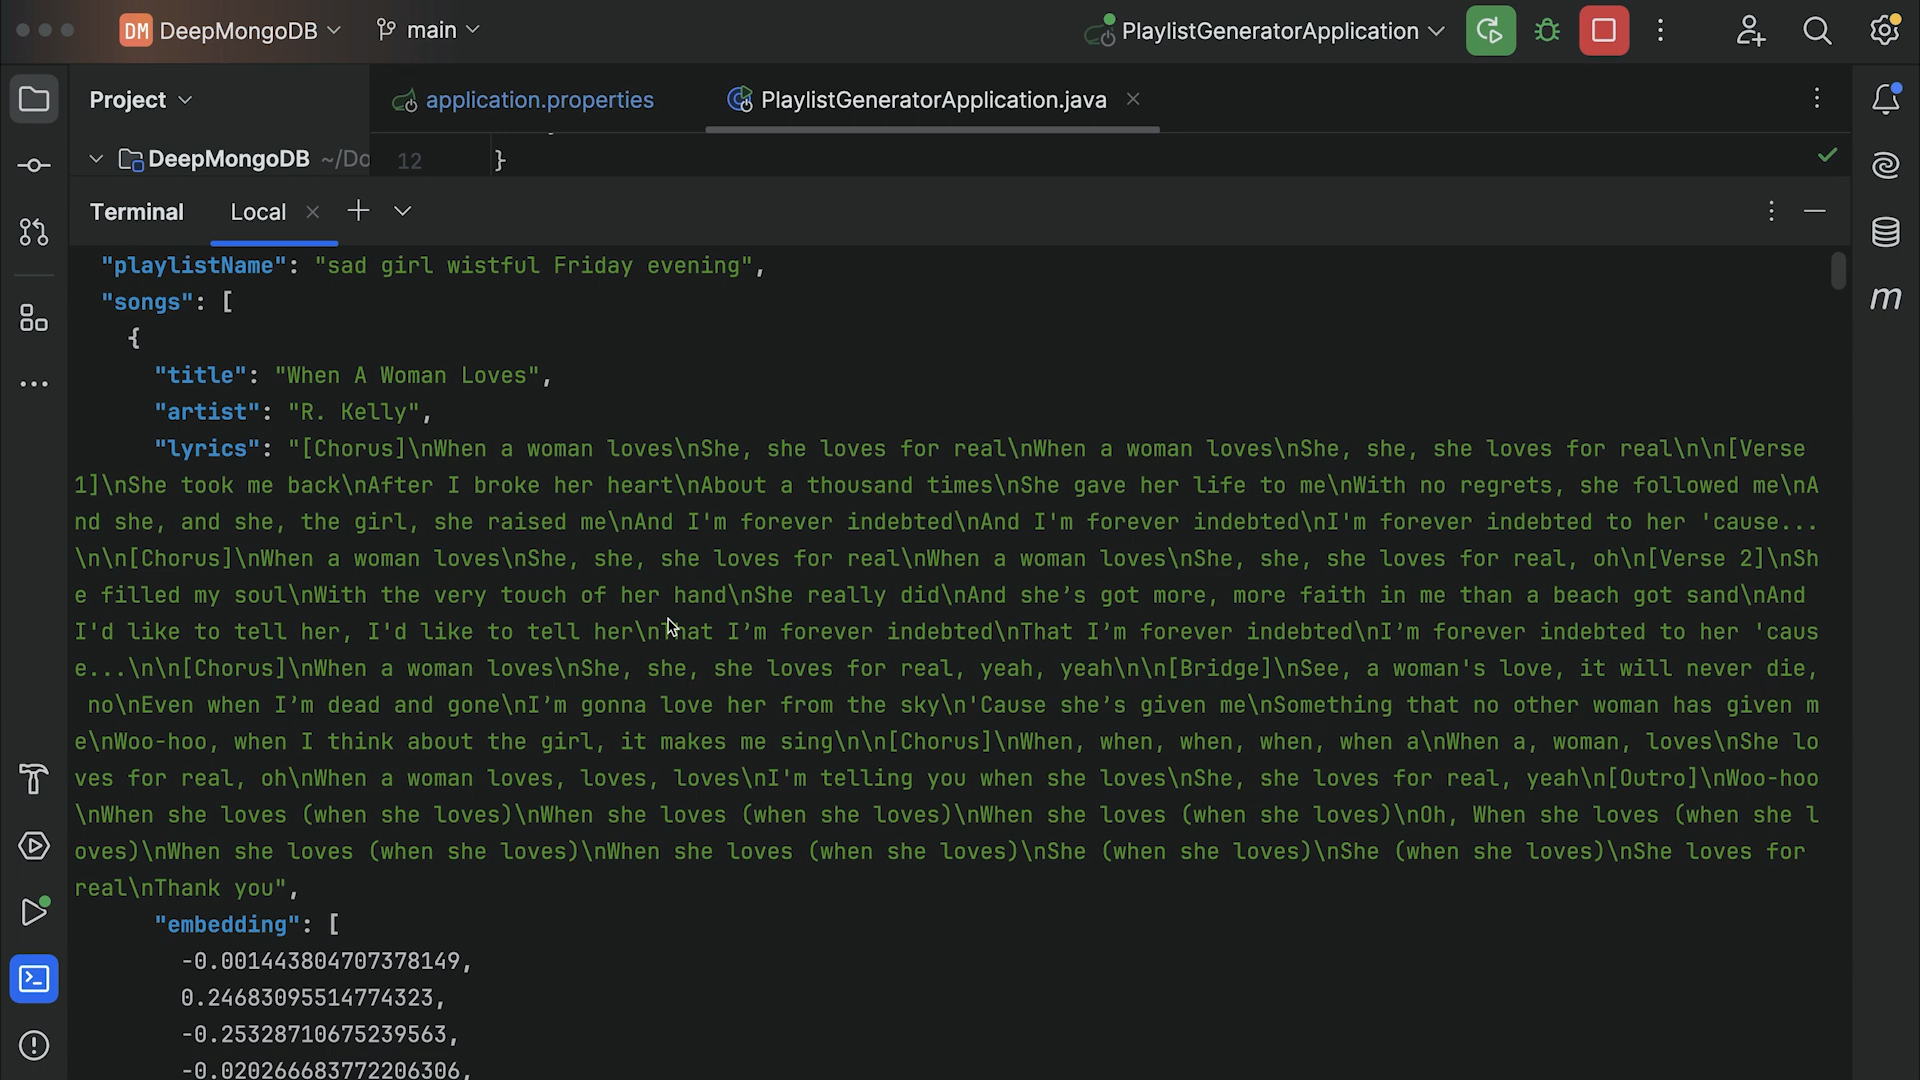 DM DeepMongoDB main PlaylistGeneratorApplication
Project application.properties PlaylistGeneratorApplication.java
DeepMongoDB ~/Do 12 }
Terminal Local
"playlistName": "sad girl wistful Friday evening",
"songs": [
{
"title": "When A Woman Loves",
"artist": "R. Kelly",
"lyrics": "[Chorus]\nWhen a woman loves\nShe, she loves for real\nWhen a woman loves\nShe, she, she loves for real\n\n[Verse
1]\nShe took me back\nAfter I broke her heart\nAbout a thousand times\nShe gave her life to me\nWith no regrets, she followed me\nA
nd she, and she, the girl, she raised me\nAnd I'm forever indebted\nAnd I'm forever indebted\nI'm forever indebted to her 'cause...
\n\n[Chorus]\nWhen a woman loves\nShe, she, she loves for real\nWhen a woman loves\nShe, she, she loves for real, oh\n[Verse 2]\nSh
e filled my soul\nWith the very touch of her hand\nShe really did\nAnd she’s got more, more faith in me than a beach got sand\nAnd
I'd like to tell her, I'd like to tell her\nThat I’m forever indebted\nThat I’m forever indebted\nI’m forever indebted to her 'caus
e...\n\n[Chorus]\nWhen a woman loves\nShe, she, she loves for real, yeah, yeah\n\n[Bridge]\nSee, a woman's love, it will never die,
no\nEven when I’m dead and gone\nI’m gonna love her from the sky\n'Cause she’s given me\nSomething that no other woman has given m
e\nWoo-hoo, when I think about the girl, it makes me sing\n\n[Chorus]\nWhen, when, when, when, when a\nWhen a, woman, loves\nShe lo
ves for real, oh\nWhen a woman loves, loves, loves\nI'm telling you when she loves\nShe, she loves for real, yeah\n[Outro]\nWoo-hoo
\nWhen she loves (when she loves)\nWhen she loves (when she loves)\nWhen she loves (when she loves)\nOh, When she loves (when she l
oves)\nWhen she loves (when she loves)\nWhen she loves (when she loves)\nShe (when she loves)\nShe (when she loves)\nShe loves for
real\nThank you",
"embedding": [
-0.001443804707378149,
0.24683095514774323,
-0.25328710675239563,
-0.020266683772206306,